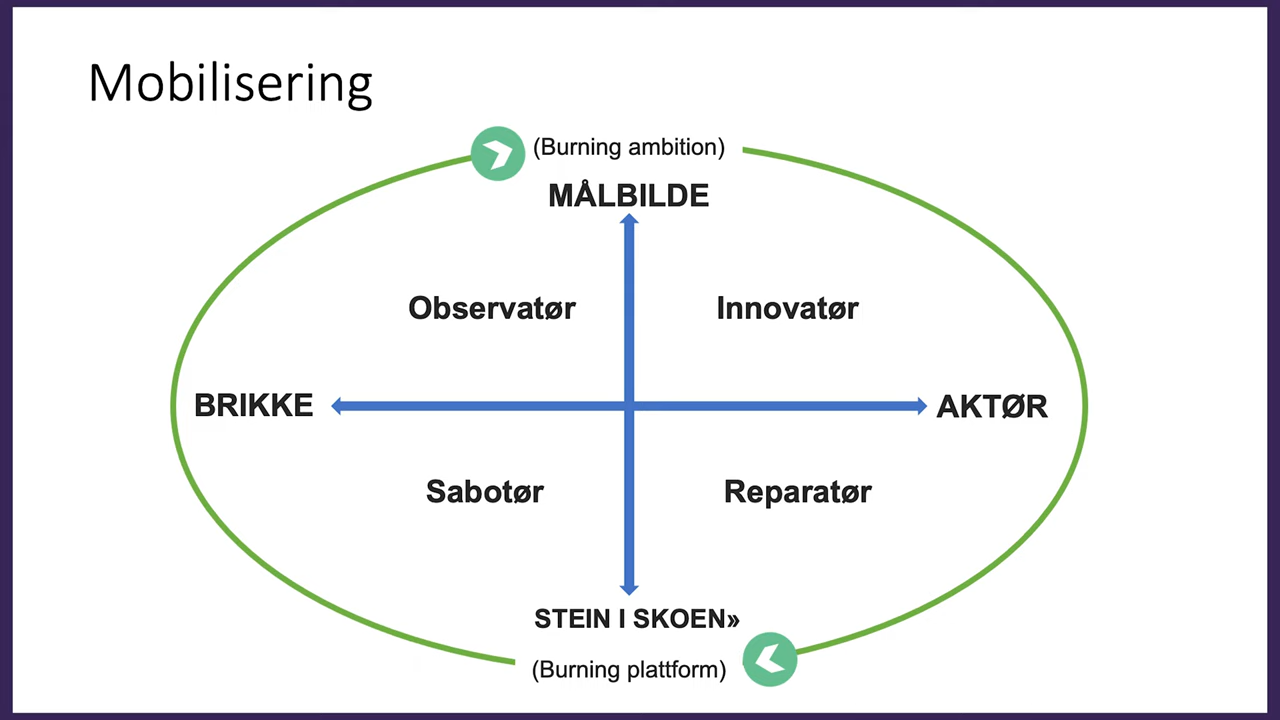 Mobilisering
(Burning ambition)
MÅLBILDE
Observatør
Innovatør
BRIKKE
AKTØR
Sabotør
Reparatør
STEIN I SKOEN»
(Burning plattform)